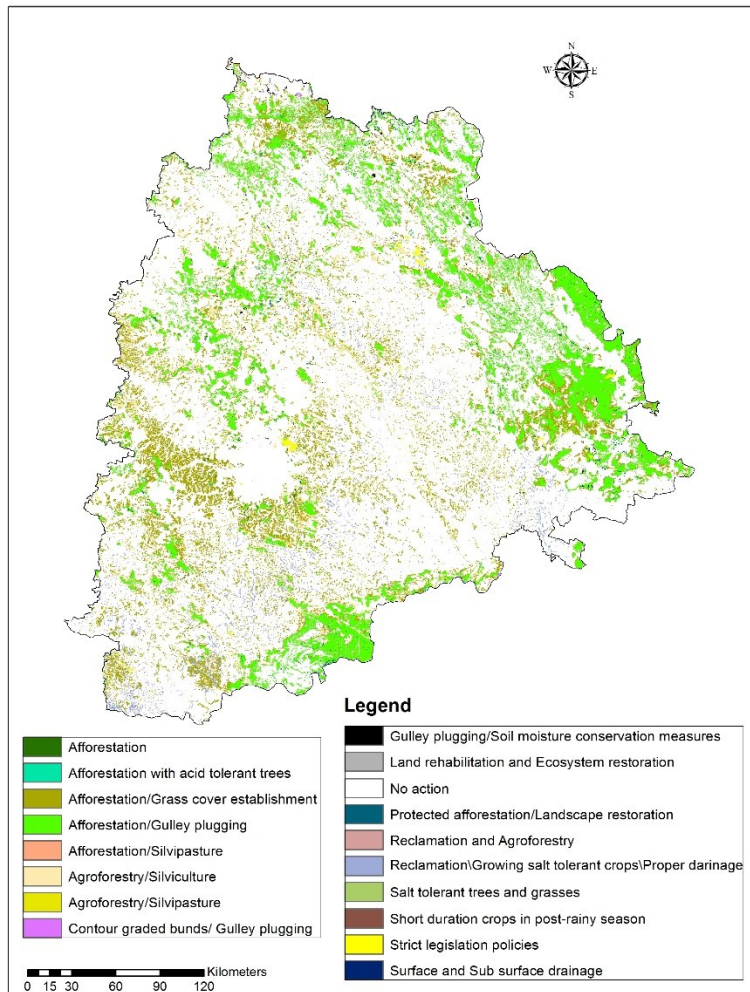 N
W E
S
Legend
Afforestation
Afforestation with acid tolerant trees
Afforestation/Grass cover establishment
Afforestation/Gulley plugging
Afforestation/Silvipasture
Agroforestry/Silviculture
Agroforestry/Silvipasture
Contour graded bunds/ Gulley plugging
Gulley plugging/Soil moisture conservation measures
Land rehabilitation and Ecosystem restoration
No action
Protected afforestation/Landscape restoration
Reclamation and Agroforestry
Reclamation\Growing salt tolerant crops\Proper darinage
Salt tolerant trees and grasses
Short duration crops in post-rainy season
Strict legislation policies
Surface and Sub surface drainage
Kilometers
0 15 30 60 90 120